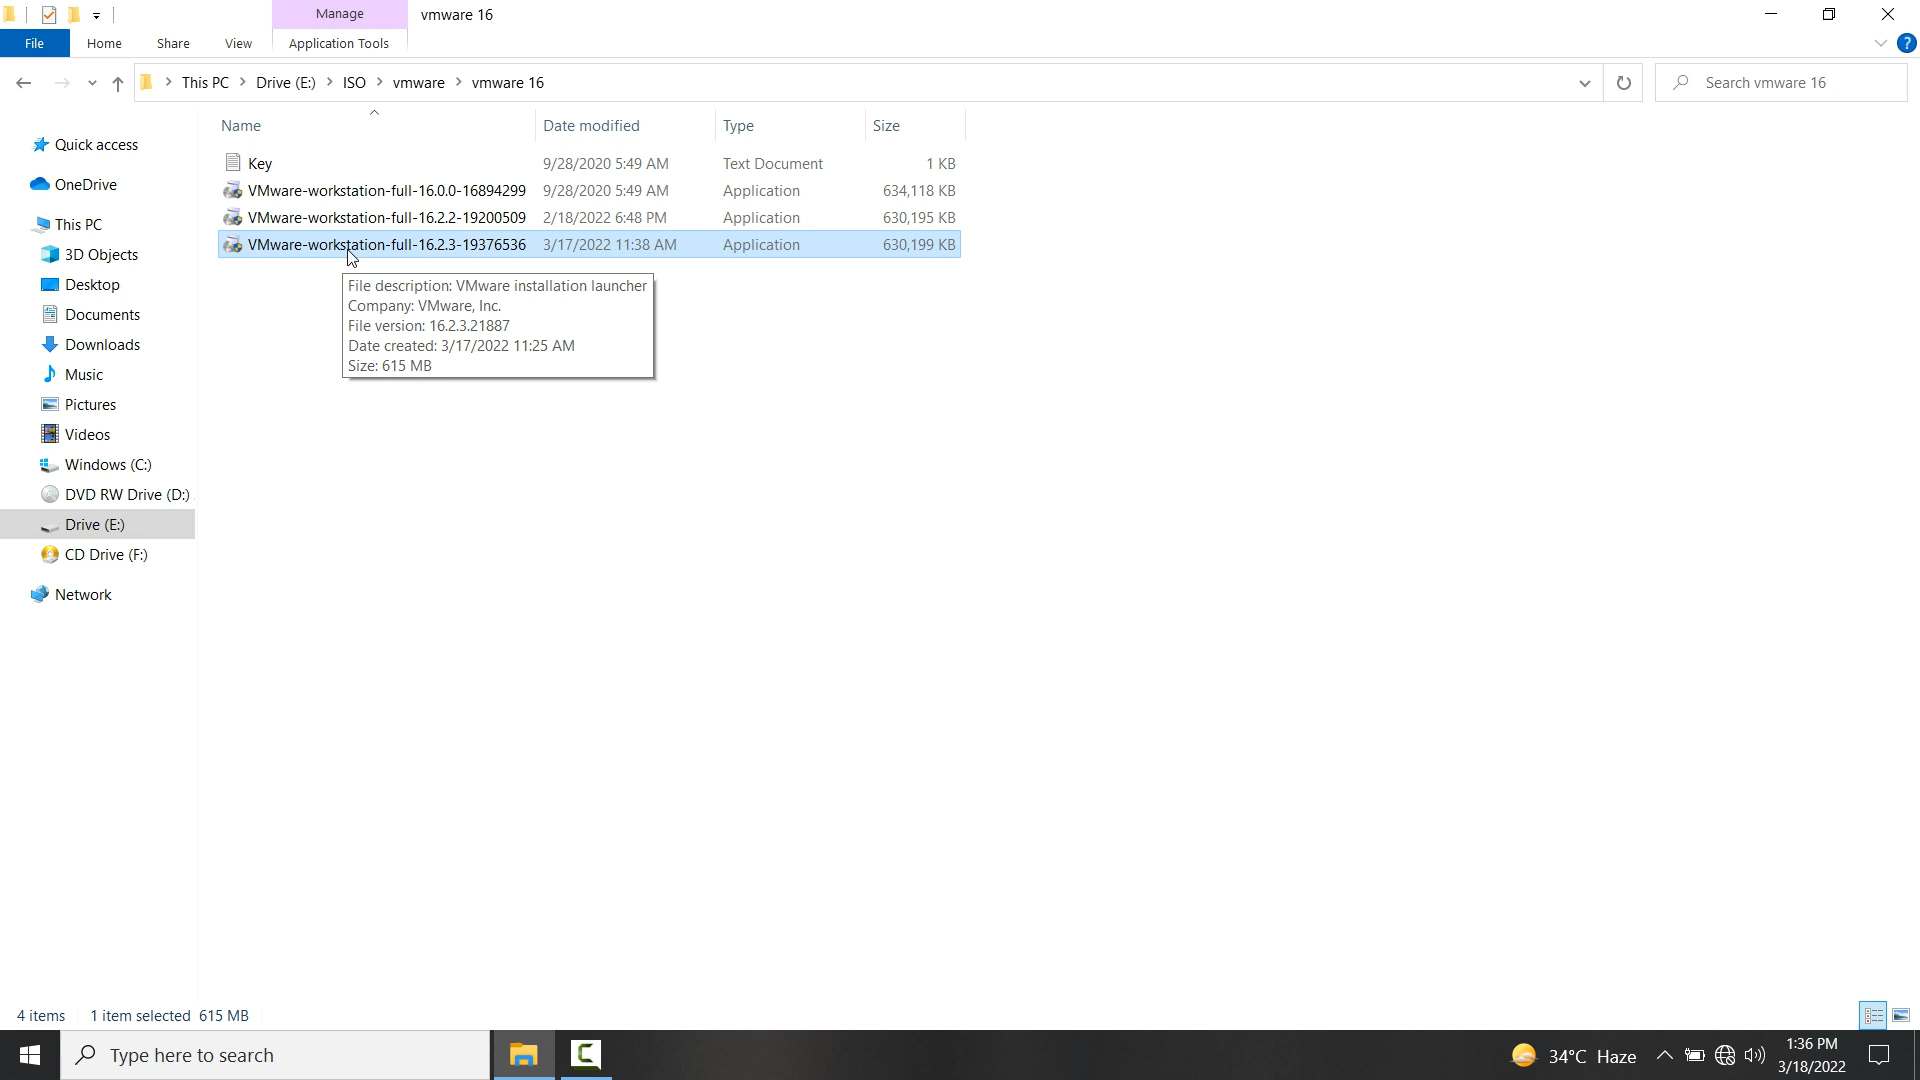 Manage
vmware 16
File
Home
Share
View
Application Tools
?
This PC
Drive (E:)
ISO
vmware
vmware 16
Search vmware 16
Name
Date modified
Type
Size
Key
9/28/2020 5:49 AM
Text Document
1 KB
VMware-workstation-full-16.0.0-16894299
9/28/2020 5:49 AM
Application
634,118 KB
VMware-workstation-full-16.2.2-19200509
2/18/2022 6:48 PM
Application
630,195 KB
VMware-workstation-full-16.2.3-19376536
3/17/2022 11:38 AM
Application
630,199 KB
File description: VMware installation launcher
Company: VMware, Inc.
File version: 16.2.3.21887
Date created: 3/17/2022 11:25 AM
Size: 615 MB
Quick access
OneDrive
This PC
3D Objects
Desktop
Documents
Downloads
Music
Pictures
Videos
Windows (C:)
DVD RW Drive (D:)
Drive (E:)
CD Drive (F:)
Network
4 items
1 item selected 615 MB
Type here to search
34°C Haze
1:36 PM
3/18/2022